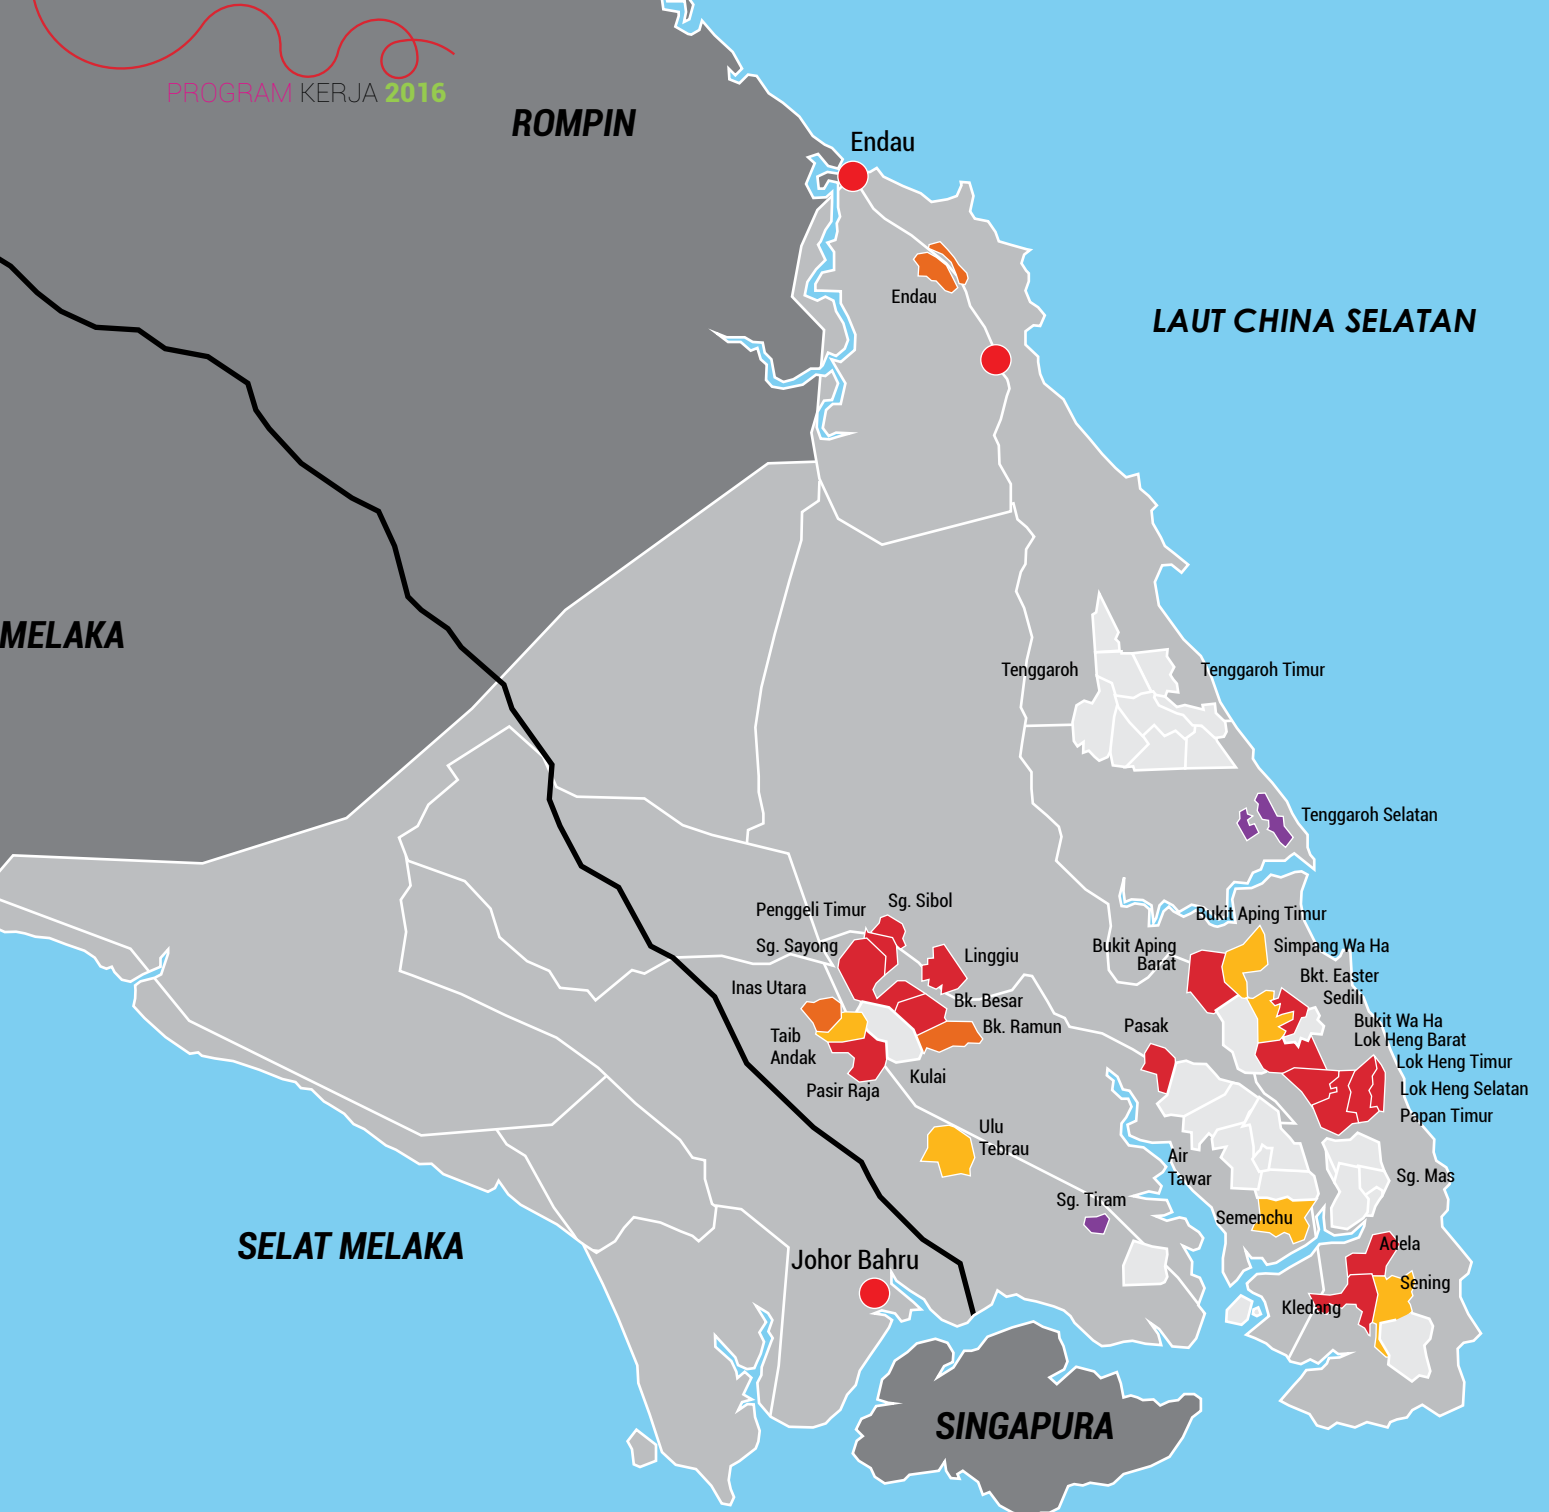 PROGRAM KERJA 2016
ROMPIN
Endau
Endau
LAUT CHINA SELATAN
MELAKA
Tenggaroh
Tenggaroh Timur
Tenggaroh Selatan
Penggeli Timur
Sg. Sibol
Sg. Sayong
Linggiu
Inas Utara
Bk. Besar
Bk. Ramun
Taib
Andak
Kulai
Pasir Raja
Bukit Aping Timur
Bukit Aping
Barat
Simpang Wa Ha
Bkt. Easter
Sedili
Bukit Wa Ha
Lok Heng Barat
Pasak
Lok Heng Timur
Lok Heng Selatan
Papan Timur
Ulu
Tebrau
Air
Tawar
Sg. Mas
Sg. Tiram
Semenchu
Adela
Sening
Kledang
SELAT MELAKA
Johor Bahru
SINGAPURA